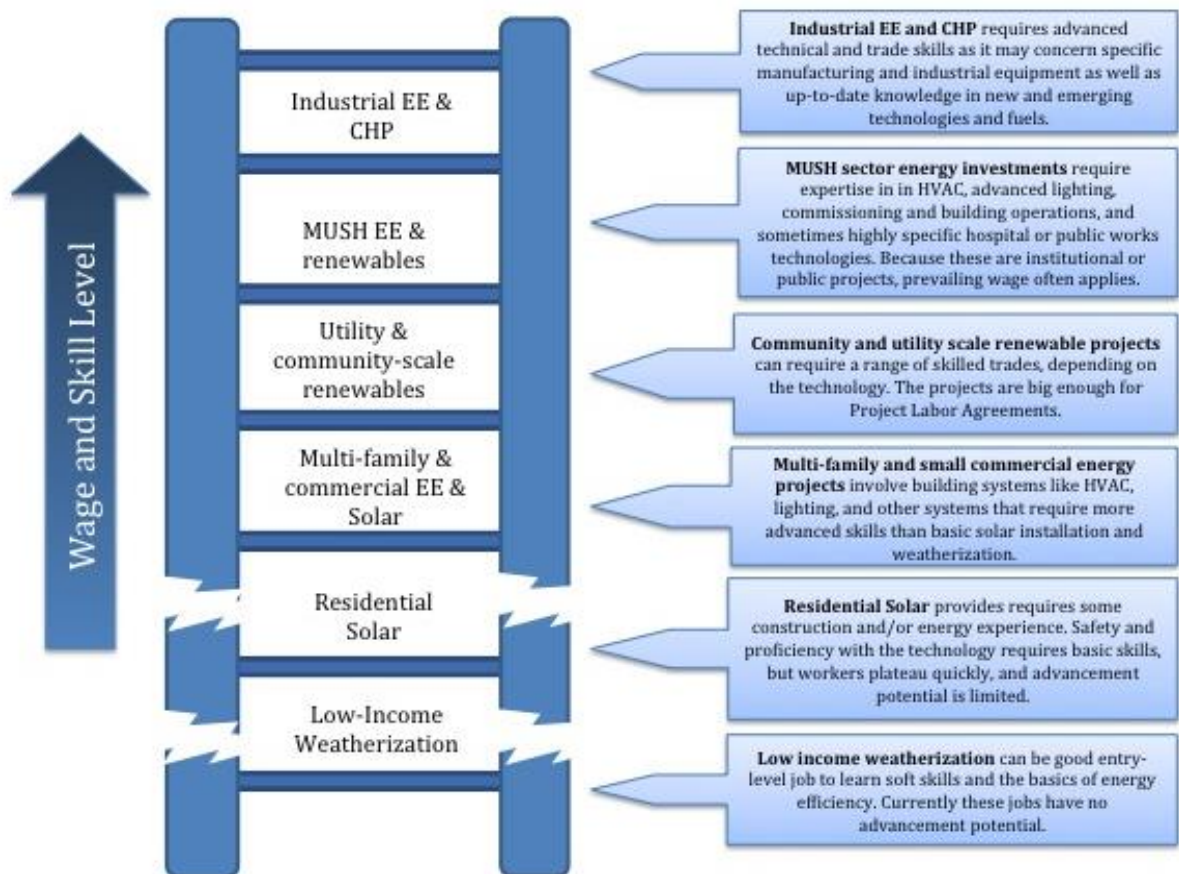 Wage and Skill Level
Industrial EE &
CHP
MUSH EE &
renewables
Utility &
community-scale
renewables
Multi-family &
commercial EE &
Solar
Residential
Solar
Low-Income
Weatherization
Industrial EE and CHP requires advanced
technical and trade skills as it may concern specific
manufacturing and industrial equipment as well as
up-to-date knowledge in new and emerging
technologies and fuels.
MUSH sector energy investments require
expertise in in HVAC, advanced lighting,
commissioning and building operations, and
sometimes highly specific hospital or public works
technologies. Because these are institutional or
public projects, prevailing wage often applies.
Community and utility scale renewable projects
can require a range of skilled trades, depending on
the technology. The projects are big enough for
Project Labor Agreements.
Multi-family and small commercial energy
projects involve building systems like HVAC,
lighting, and other systems that require more
advanced skills than basic solar installation and
weatherization.
Residential Solar provides requires some
construction and/or energy experience. Safety and
proficiency with the technology requires basic skills,
but workers plateau quickly, and advancement
potential is limited.
Low income weatherization can be good entry-
level job to learn soft skills and the basics of energy
efficiency. Currently these jobs have no
advancement potential.